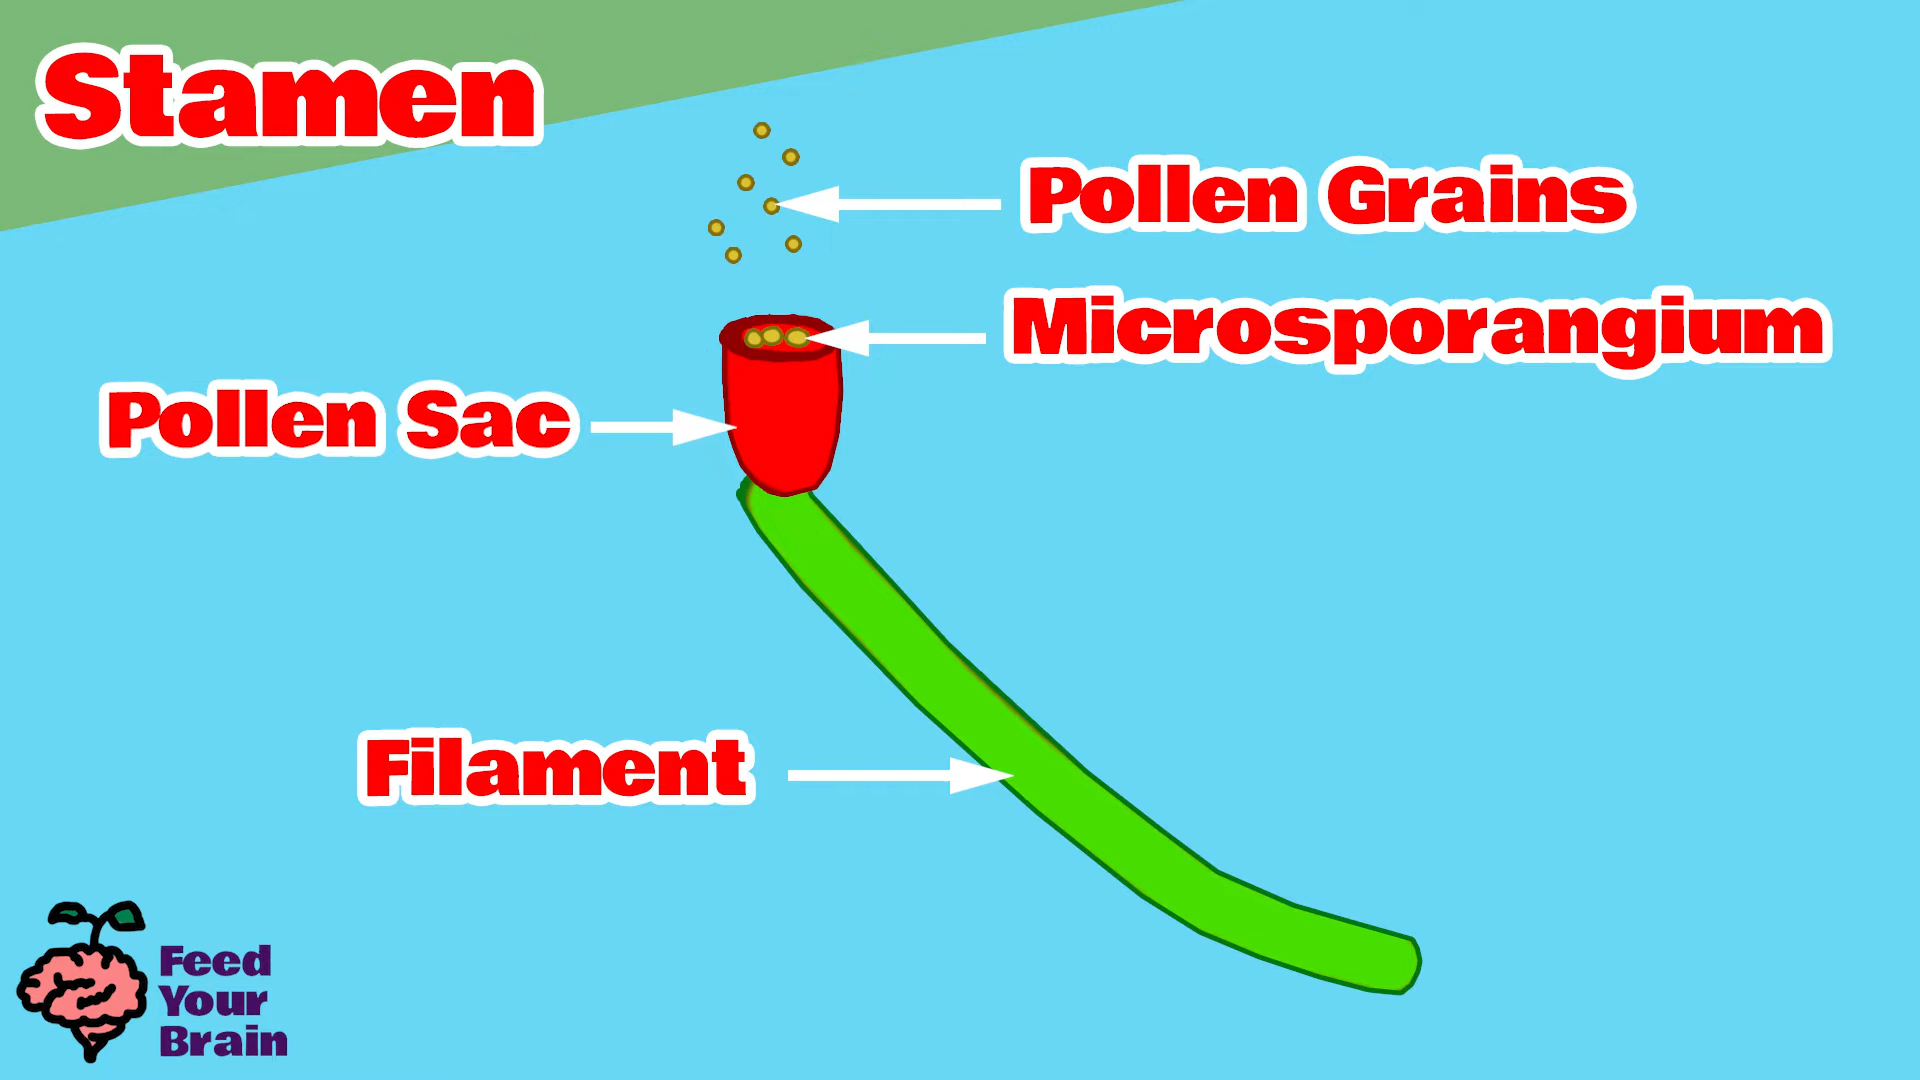 Stamen
Pollen Grains
Microsporangium
Pollen Sac
Filament
Feed
Your
Brain